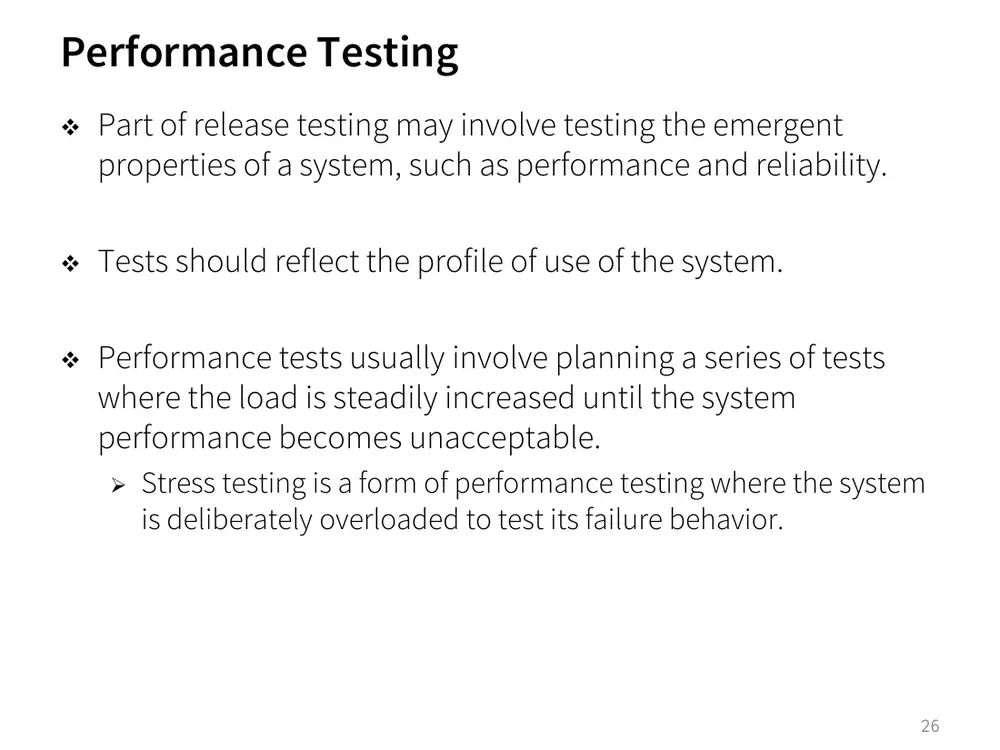 Performance Testing
❖ Part of release testing may involve testing the emergent
properties of a system, such as performance and reliability.
❖ Tests should reflect the profile of use of the system.
❖ Performance tests usually involve planning a series of tests
where the load is steadily increased until the system
performance becomes unacceptable.
➢ Stress testing is a form of performance testing where the system
is deliberately overloaded to test its failure behavior.
26